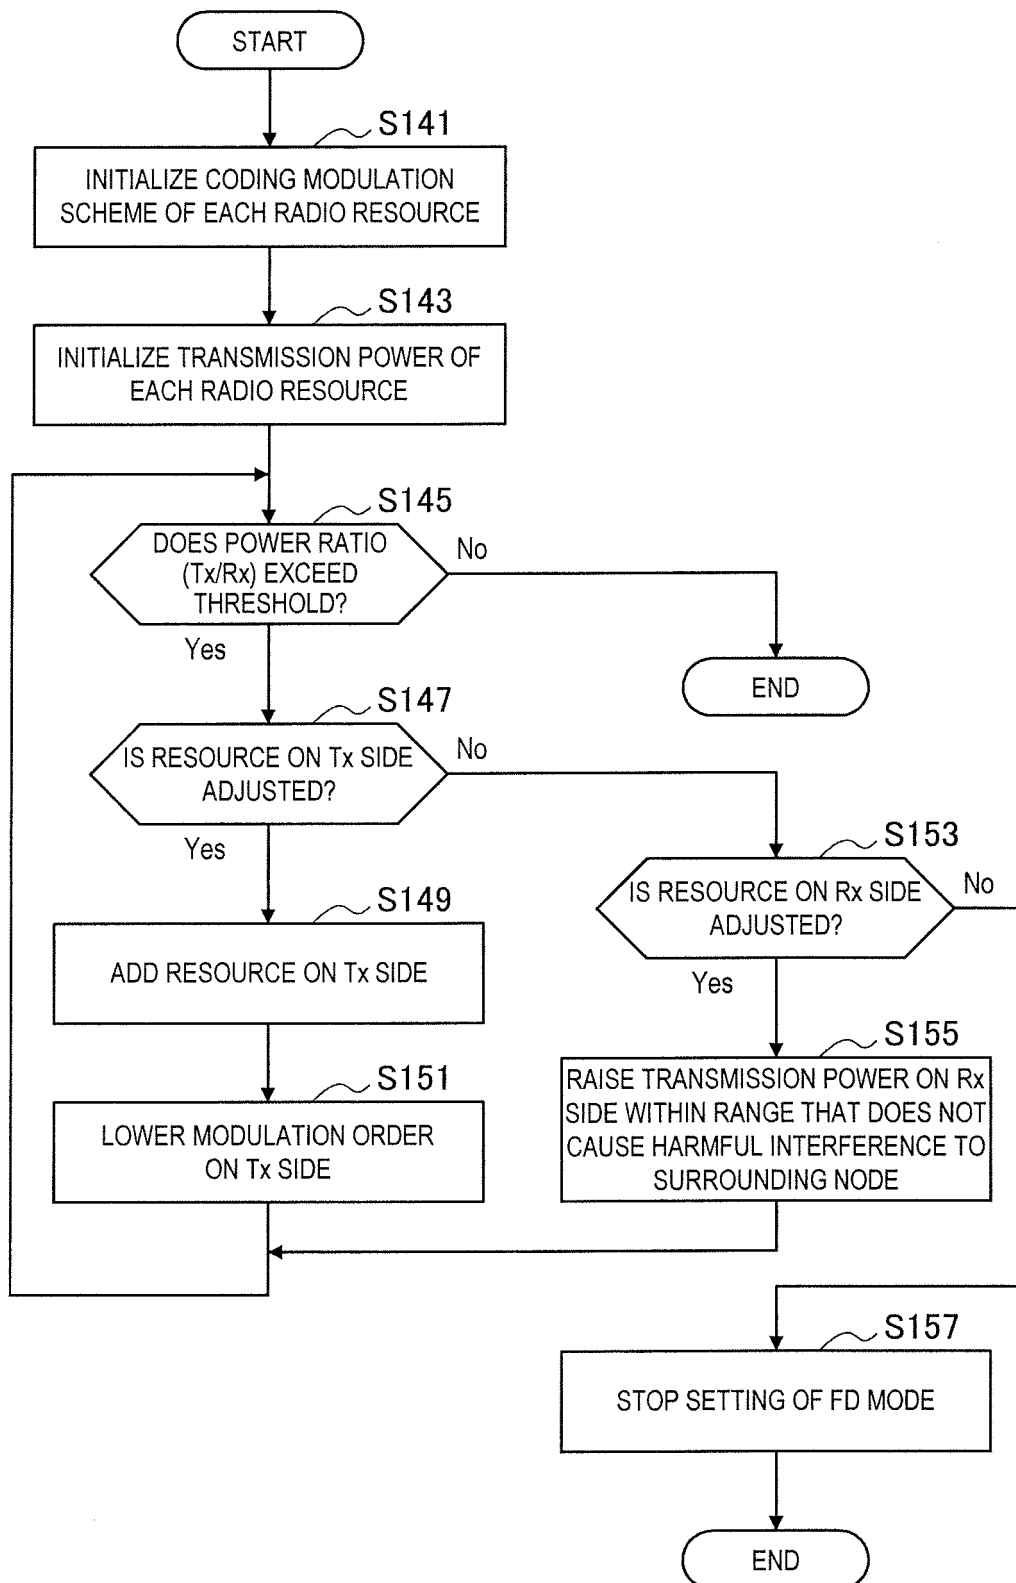 START
S141
INITIALIZE CODING MODULATION
SCHEME OF EACH RADIO RESOURCE
S143
INITIALIZE TRANSMISSION POWER OF
EACH RADIO RESOURCE
S145
DOES POWER RATIO
(Tx/Rx) EXCEED
THRESHOLD?
No
Yes
END
S147
IS RESOURCE ON Tx SIDE
ADJUSTED?
No
Yes
S153
IS RESOURCE ON Rx SIDE
ADJUSTED?
No
Yes
S149
ADD RESOURCE ON Tx SIDE
S155
RAISE TRANSMISSION POWER ON Rx
SIDE WITHIN RANGE THAT DOES NOT
CAUSE HARMFUL INTERFERENCE TO
SURROUNDING NODE
S151
LOWER MODULATION ORDER
ON Tx SIDE
S157
STOP SETTING OF FD MODE
END